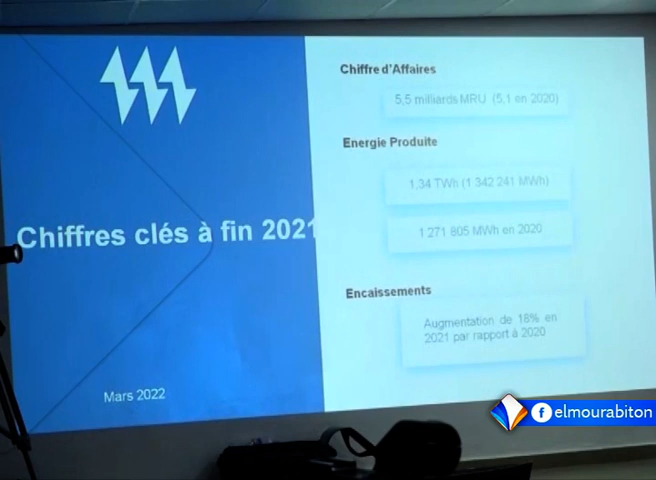 Chiffres clés à fin 2021
Mars 2022
Chiffre d'Affaires
5,5 milliards MRU (5,1 en 2020)
Energie Produite
1,34 TWh (1 342 241 MWh)
1 271 805 MWh en 2020
Encaissements
Augmentation de 18% en
2021 par rapport à 2020
elmourabiton